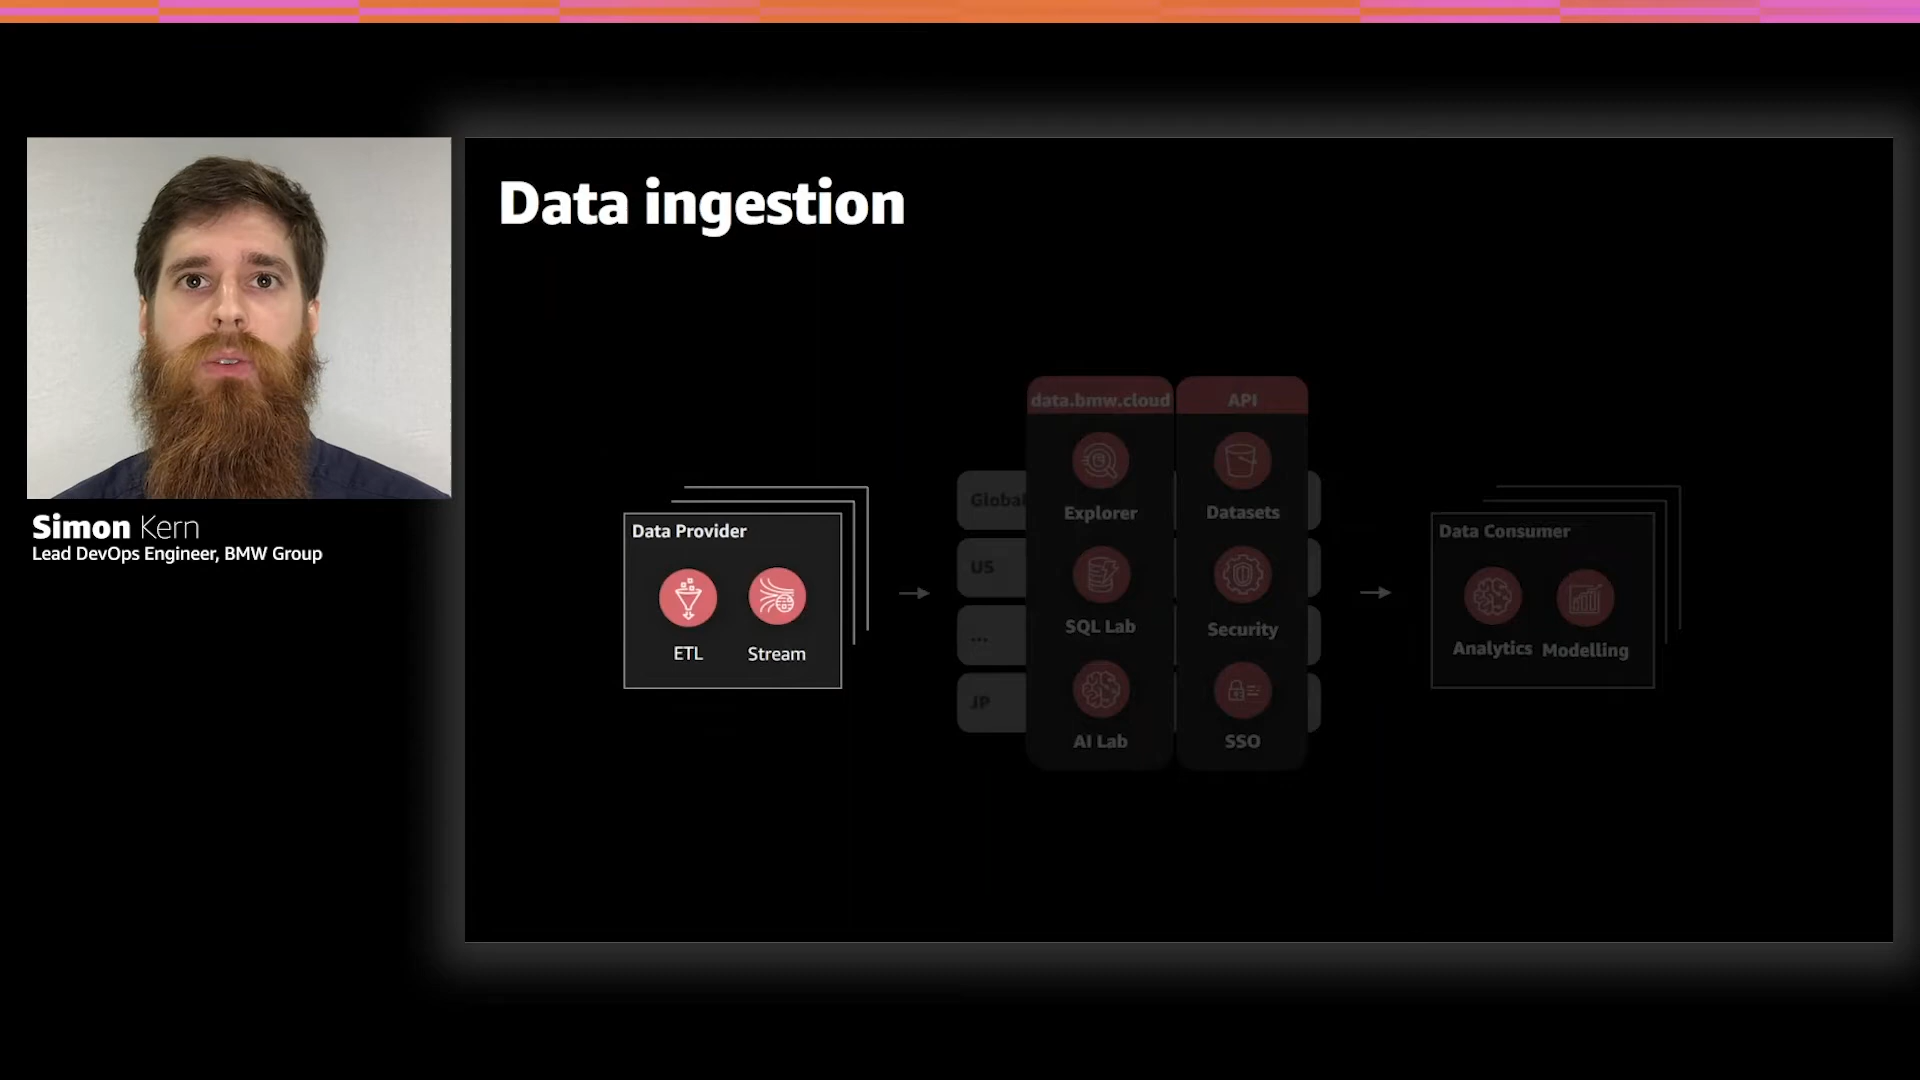 Data ingestion
Simon Kern
Lead DevOps Engineer, BMW Group
Data Provider
ETL
Stream
Global
US
...
JP
data.bmw.cloud
Explorer
SQL Lab
AI Lab
API
Datasets
Security
SSO
Data Consumer
Analytics
Modelling